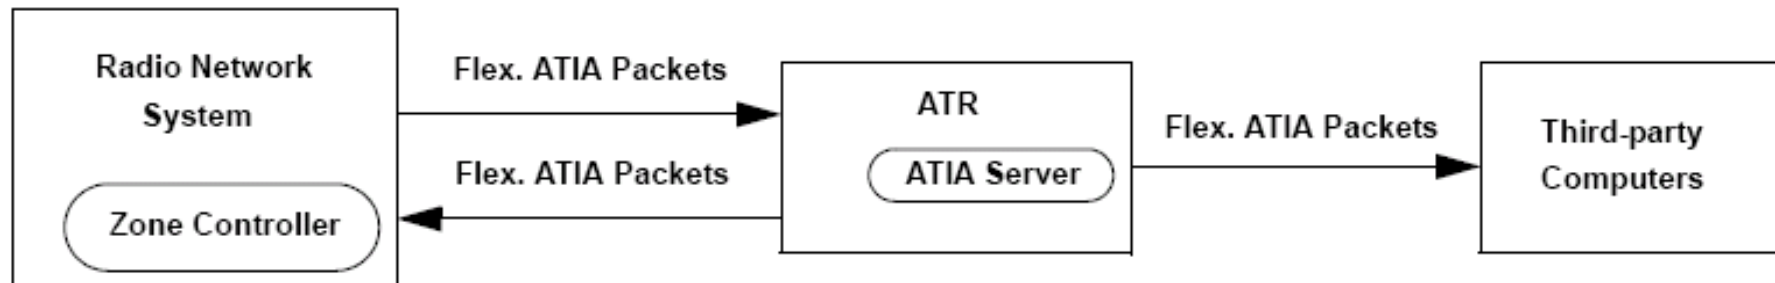 Radio Network
System
Zone Controller
Flex. ATIA Packets
Flex. ATIA Packets
ATR
ATIA Server
Flex. ATIA Packets
Third-party
Computers